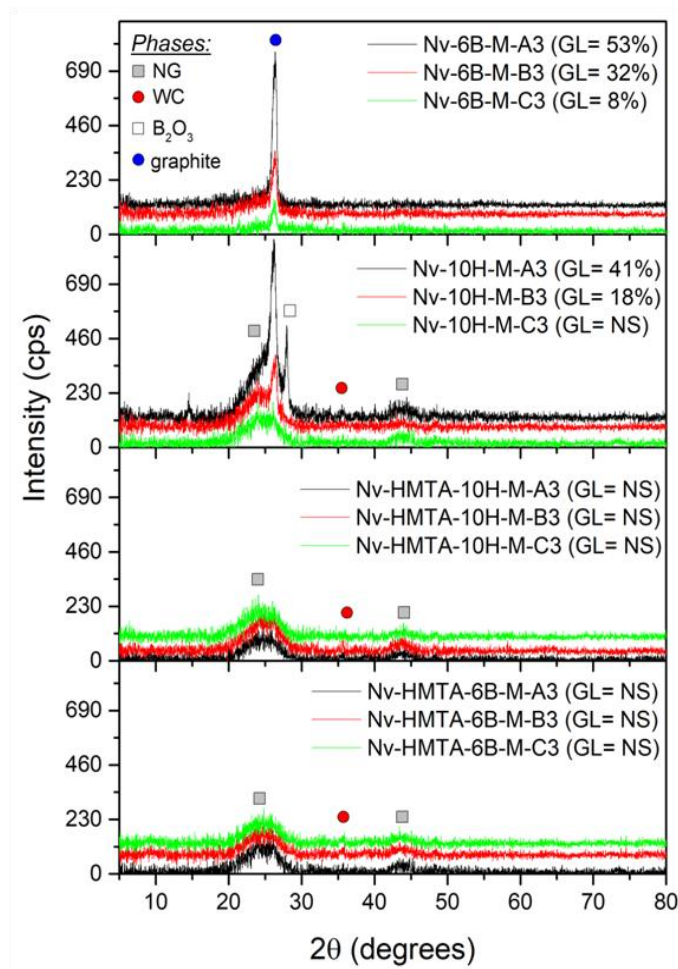 Phases:
NG
WC
B₂O₃
graphite
Nv-6B-M-A3 (GL= 53%)
Nv-6B-M-B3 (GL= 32%)
Nv-6B-M-C3 (GL= 8%)
690
460
230
0
Nv-10H-M-A3 (GL= 41%)
Nv-10H-M-B3 (GL= 18%)
Nv-10H-M-C3 (GL= NS)
690
460
230
0
Intensity (cps)
Nv-HMTA-10H-M-A3 (GL= NS)
Nv-HMTA-10H-M-B3 (GL= NS)
Nv-HMTA-10H-M-C3 (GL= NS)
690
460
230
0
Nv-HMTA-6B-M-A3 (GL= NS)
Nv-HMTA-6B-M-B3 (GL= NS)
Nv-HMTA-6B-M-C3 (GL= NS)
690
460
230
0
10 20 30 40 50 60 70 80
2θ (degrees)